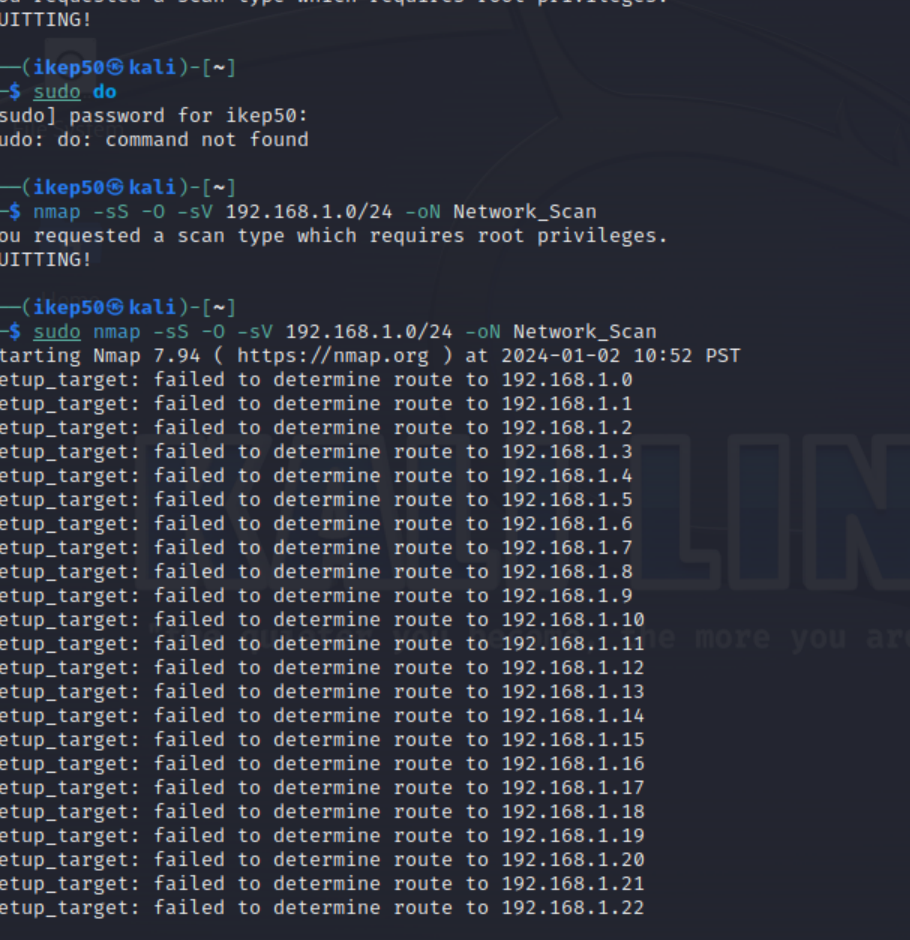 ou requested a scan type which requires root privileges.
UITTING!
(ikep50㉿kali)-[~]
$ sudo do
sudo] password for ikep50:
udo: do: command not found
(ikep50㉿kali)-[~]
$ nmap -sS -O -sV 192.168.1.0/24 -oN Network_Scan
ou requested a scan type which requires root privileges.
UITTING!
(ikep50㉿kali)-[~]
$ sudo nmap -sS -O -sV 192.168.1.0/24 -oN Network_Scan
tarting Nmap 7.94 ( https://nmap.org ) at 2024-01-02 10:52 PST
etup_target: failed to determine route to 192.168.1.0
etup_target: failed to determine route to 192.168.1.1
etup_target: failed to determine route to 192.168.1.2
etup_target: failed to determine route to 192.168.1.3
etup_target: failed to determine route to 192.168.1.4
etup_target: failed to determine route to 192.168.1.5
etup_target: failed to determine route to 192.168.1.6
etup_target: failed to determine route to 192.168.1.7
etup_target: failed to determine route to 192.168.1.8
etup_target: failed to determine route to 192.168.1.9
etup_target: failed to determine route to 192.168.1.10
etup_target: failed to determine route to 192.168.1.11
etup_target: failed to determine route to 192.168.1.12
etup_target: failed to determine route to 192.168.1.13
etup_target: failed to determine route to 192.168.1.14
etup_target: failed to determine route to 192.168.1.15
etup_target: failed to determine route to 192.168.1.16
etup_target: failed to determine route to 192.168.1.17
etup_target: failed to determine route to 192.168.1.18
etup_target: failed to determine route to 192.168.1.19
etup_target: failed to determine route to 192.168.1.20
etup_target: failed to determine route to 192.168.1.21
etup_target: failed to determine route to 192.168.1.22
KALI LIN
the more you are